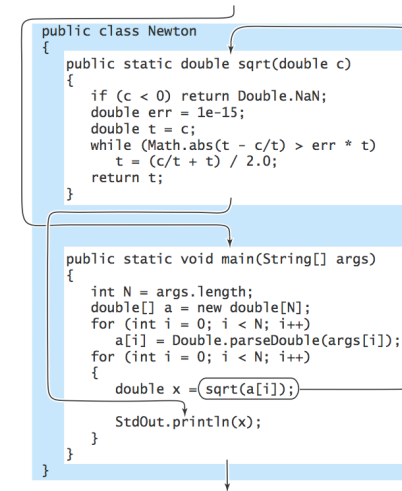 public class Newton
{
public static double sqrt(double c)
{
if (c < 0) return Double.NaN;
double err = 1e-15;
double t = c;
while (Math.abs(t - c/t) > err * t)
t = (c/t + t) / 2.0;
return t;
}
public static void main(String[] args)
{
int N = args.length;
double[] a = new double[N];
for (int i = 0; i < N; i++)
a[i] = Double.parseDouble(args[i]);
for (int i = 0; i < N; i++)
{
double x = sqrt(a[i]);
StdOut.println(x);
}
}
}